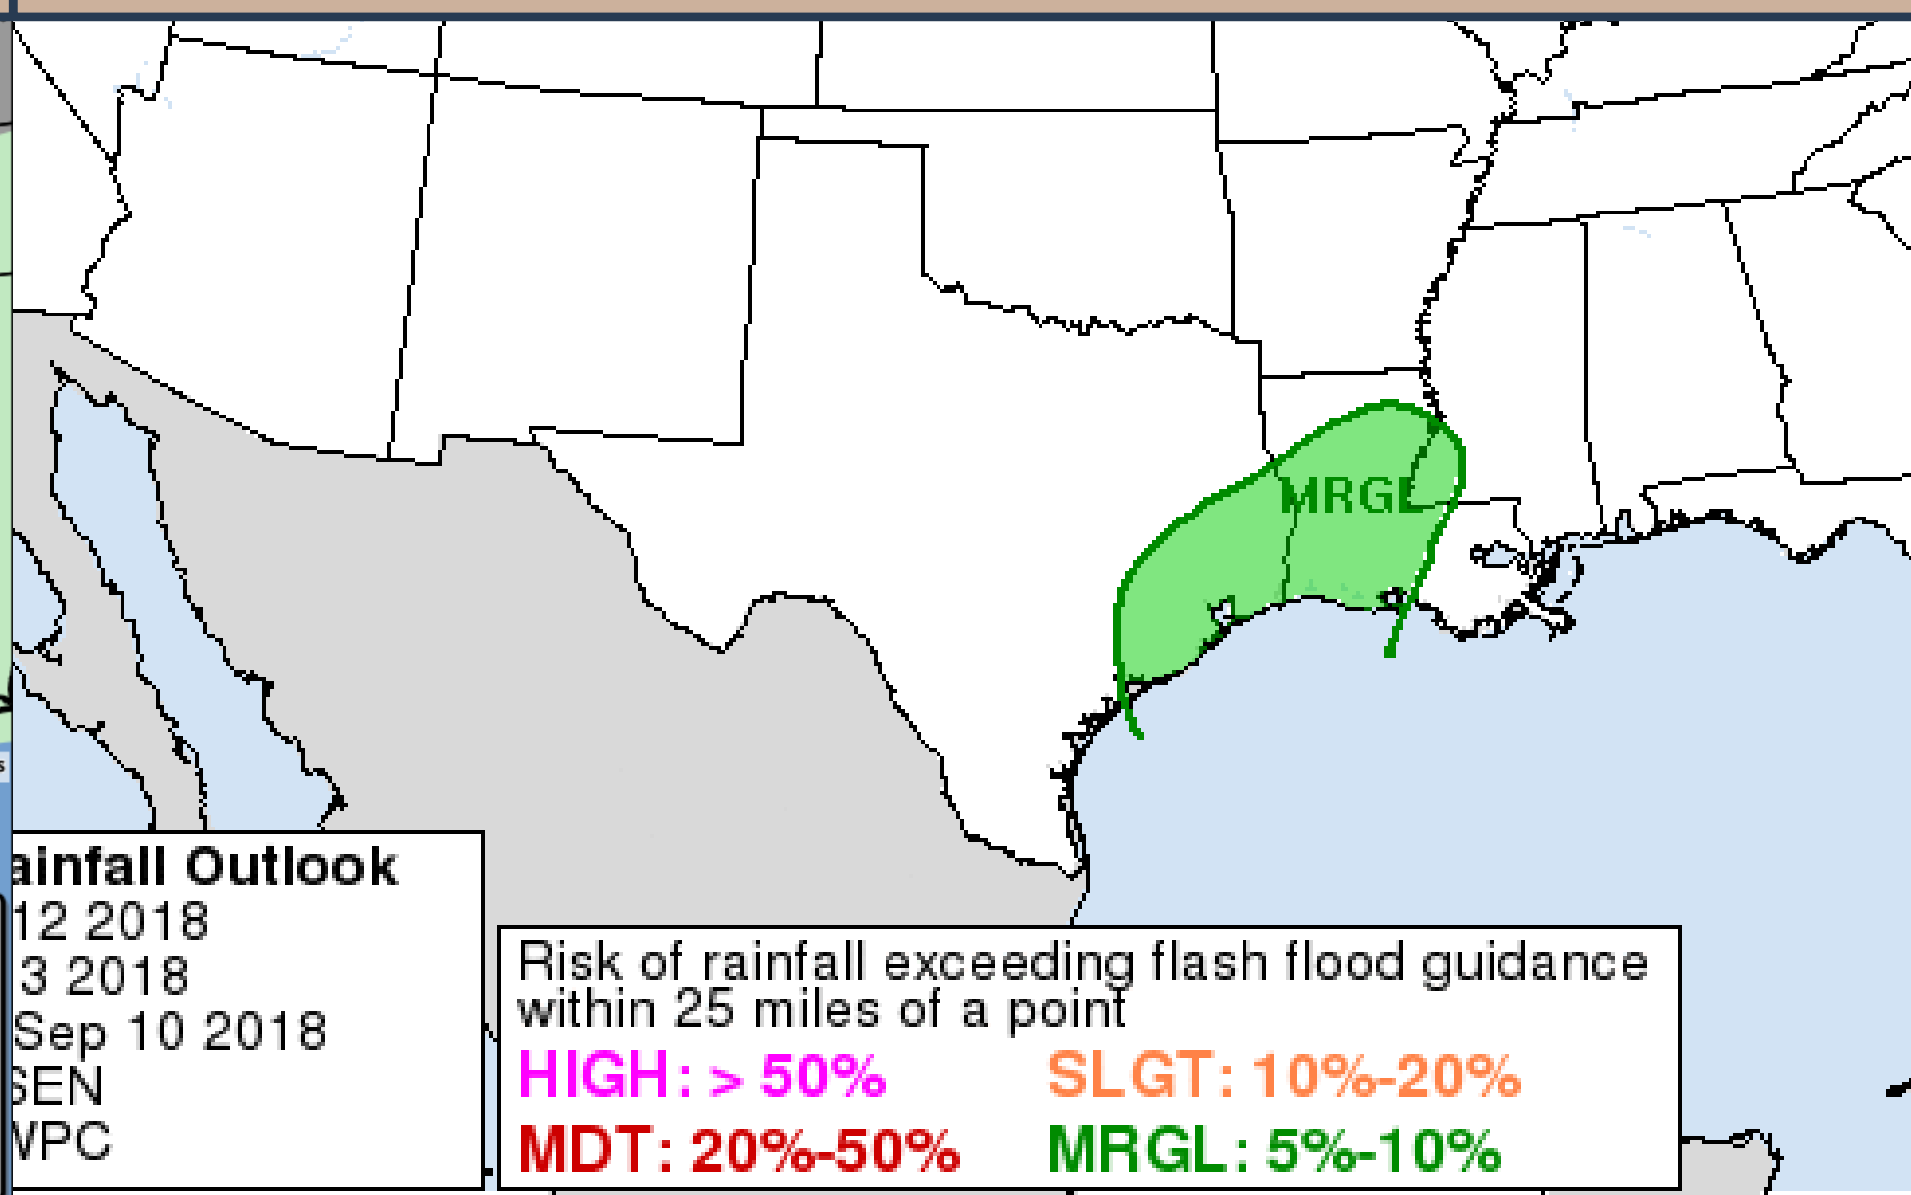 MRGL
ainfall Outlook
12 2018
3 2018
Sep 10 2018
SEN
WPC
Risk of rainfall exceeding flash flood guidance
within 25 miles of a point
HIGH: > 50% SLGT: 10%-20%
MDT: 20%-50% MRGL: 5%-10%